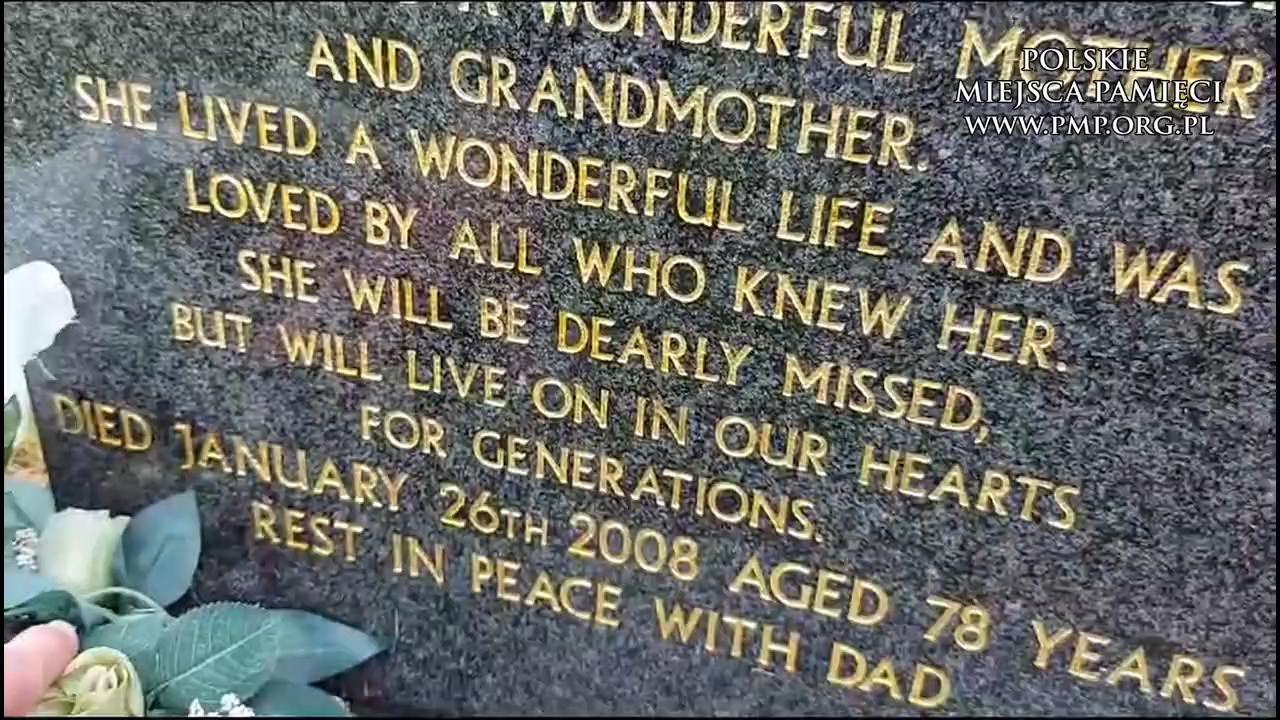 A WONDERFUL MOTHER
AND GRANDMOTHER.
SHE LIVED A WONDERFUL LIFE AND WAS
LOVED BY ALL WHO KNEW HER.
SHE WILL BE DEARLY MISSED,
BUT WILL LIVE ON IN OUR HEARTS
FOR GENERATIONS.
DIED JANUARY 26TH 2008 AGED 78 YEARS
REST IN PEACE WITH DAD
POLSKIE
MIEJSCA PAMIĘCI
WWW.PMP.ORG.PL